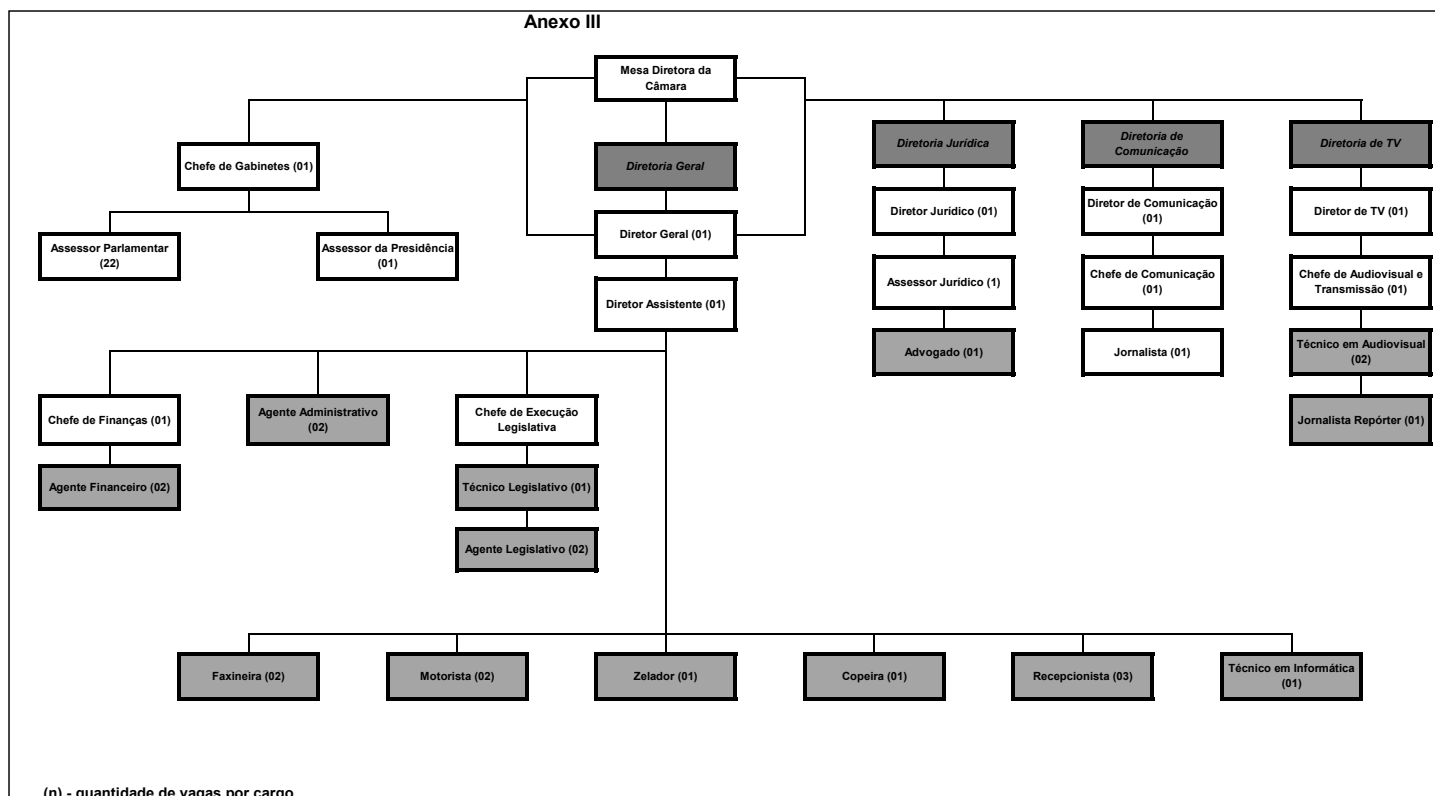 Anexo III
Mesa Diretora da
Câmara
Diretoria Jurídica
Diretoria de
Comunicação
Diretoria de TV
Chefe de Gabinetes (01)
Diretoria Geral
Diretor Jurídico (01)
Diretor de Comunicação
(01)
Diretor de TV (01)
Assessor Parlamentar
(22)
Assessor da Presidência
(01)
Diretor Geral (01)
Assessor Jurídico (1)
Chefe de Comunicação
(01)
Chefe de Audiovisual e
Transmissão (01)
Diretor Assistente (01)
Advogado (01)
Jornalista (01)
Técnico em Audiovisual
(02)
Chefe de Finanças (01)
Agente Administrativo
(02)
Chefe de Execução
Legislativa
Jornalista Repórter (01)
Agente Financeiro (02)
Técnico Legislativo (01)
Agente Legislativo (02)
Faxineira (02)
Motorista (02)
Zelador (01)
Copeira (01)
Recepcionista (03)
Técnico em Informática
(01)
(n) - quantidade de vagas por cargo